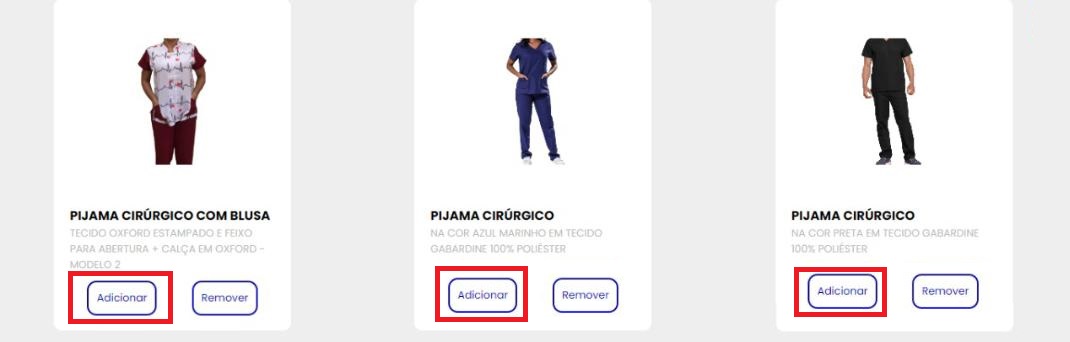 PIJAMA CIRÚRGICO COM BLUSA
TECIDO OXFORD ESTAMPADO E FEIXO
PARA ABERTURA + CALÇA EM OXFORD -
MODELO 2
Adicionar
Remover
PIJAMA CIRÚRGICO
NA COR AZUL MARINHO EM TECIDO
GABARDINE 100% POLIÉSTER
Adicionar
Remover
PIJAMA CIRÚRGICO
NA COR PRETA EM TECIDO GABARDINE
100% POLIÉSTER
Adicionar
Remover